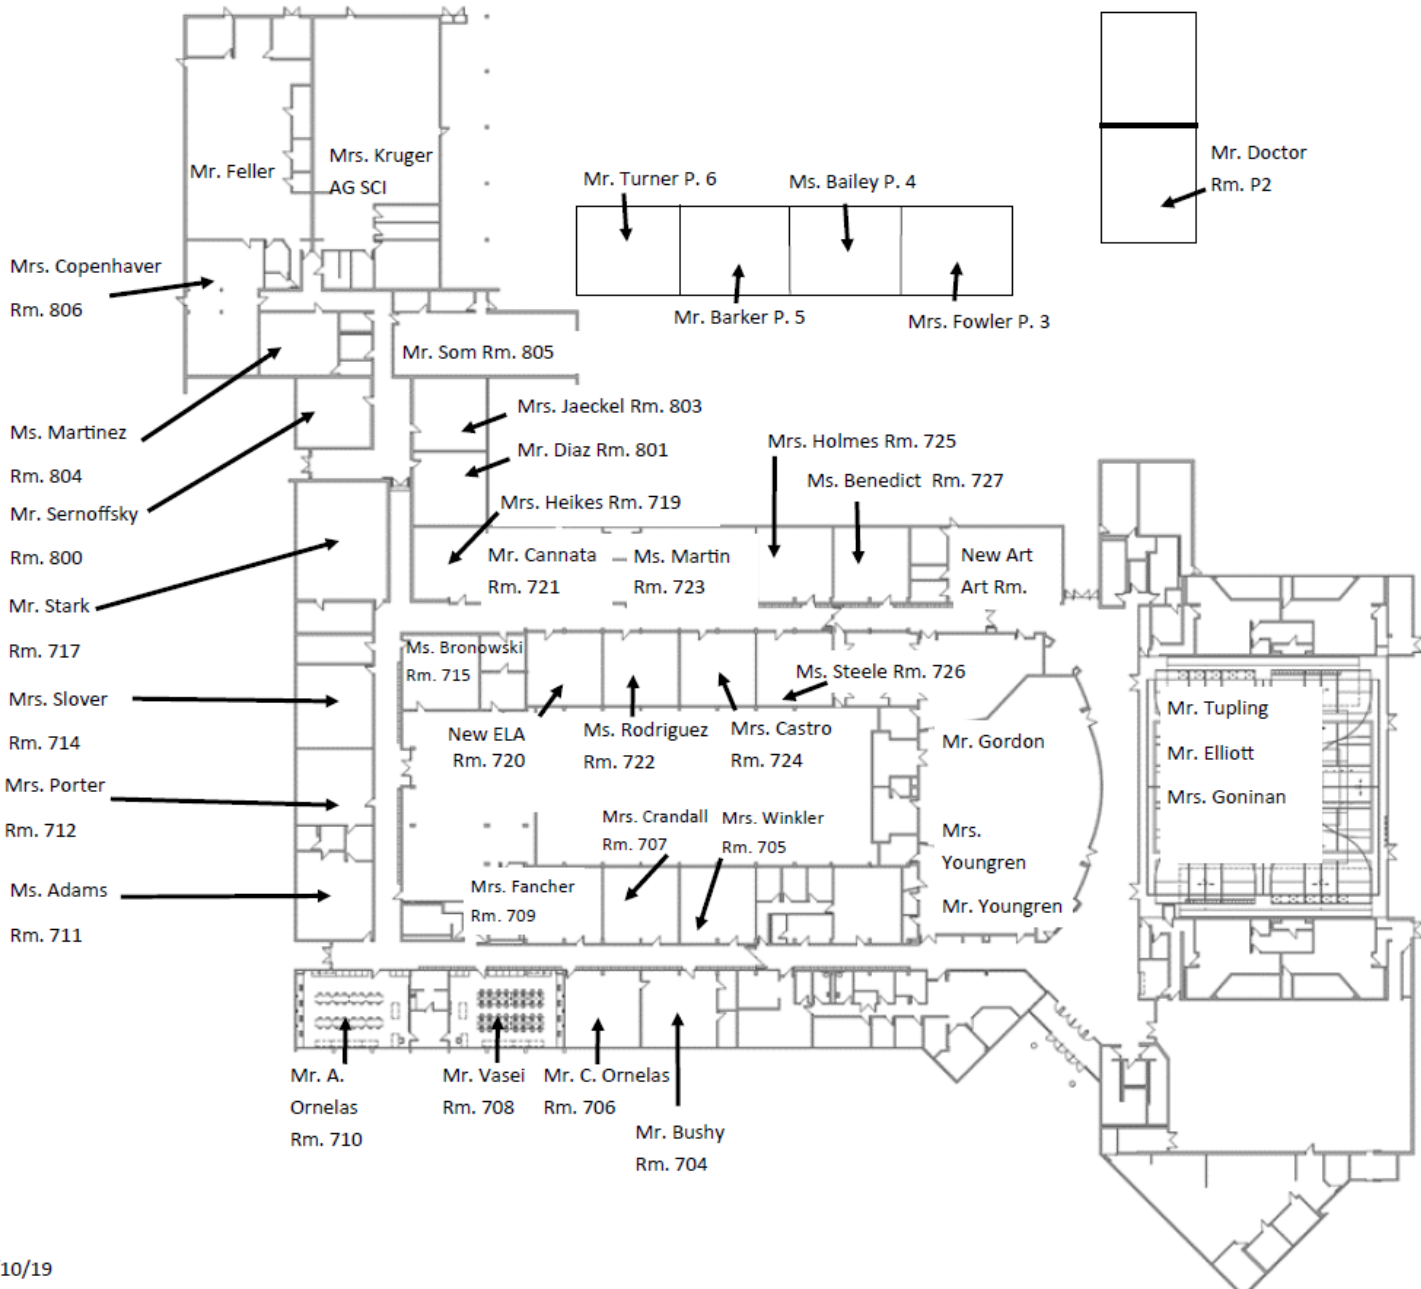 Mr. Feller
Mrs. Kruger
AG SCI
Mr. Turner P. 6
Ms. Bailey P. 4
Mr. Doctor
Rm. P2
Mrs. Copenhaver
Rm. 806
Mr. Barker P. 5
Mrs. Fowler P. 3
Mr. Som Rm. 805
Ms. Martinez
Rm. 804
Mrs. Jaeckel Rm. 803
Mr. Diaz Rm. 801
Mrs. Holmes Rm. 725
Ms. Benedict Rm. 727
Mr. Sernoffsky
Rm. 800
Mrs. Heikes Rm. 719
Mr. Cannata
Rm. 721
Ms. Martin
Rm. 723
New Art
Art Rm.
Mr. Stark
Rm. 717
Ms. Bronowski
Rm. 715
Ms. Steele Rm. 726
Mrs. Slover
Rm. 714
New ELA
Rm. 720
Ms. Rodriguez
Rm. 722
Mrs. Castro
Rm. 724
Mr. Gordon
Mr. Tupling
Mr. Elliott
Mrs. Goninan
Mrs. Porter
Rm. 712
Mrs. Crandall
Rm. 707
Mrs. Winkler
Rm. 705
Mrs.
Youngren
Mr. Youngren
Ms. Adams
Rm. 711
Mrs. Fancher
Rm. 709
Mr. A.
Ornelas
Rm. 710
Mr. Vasei
Rm. 708
Mr. C. Ornelas
Rm. 706
Mr. Bushy
Rm. 704
10/19